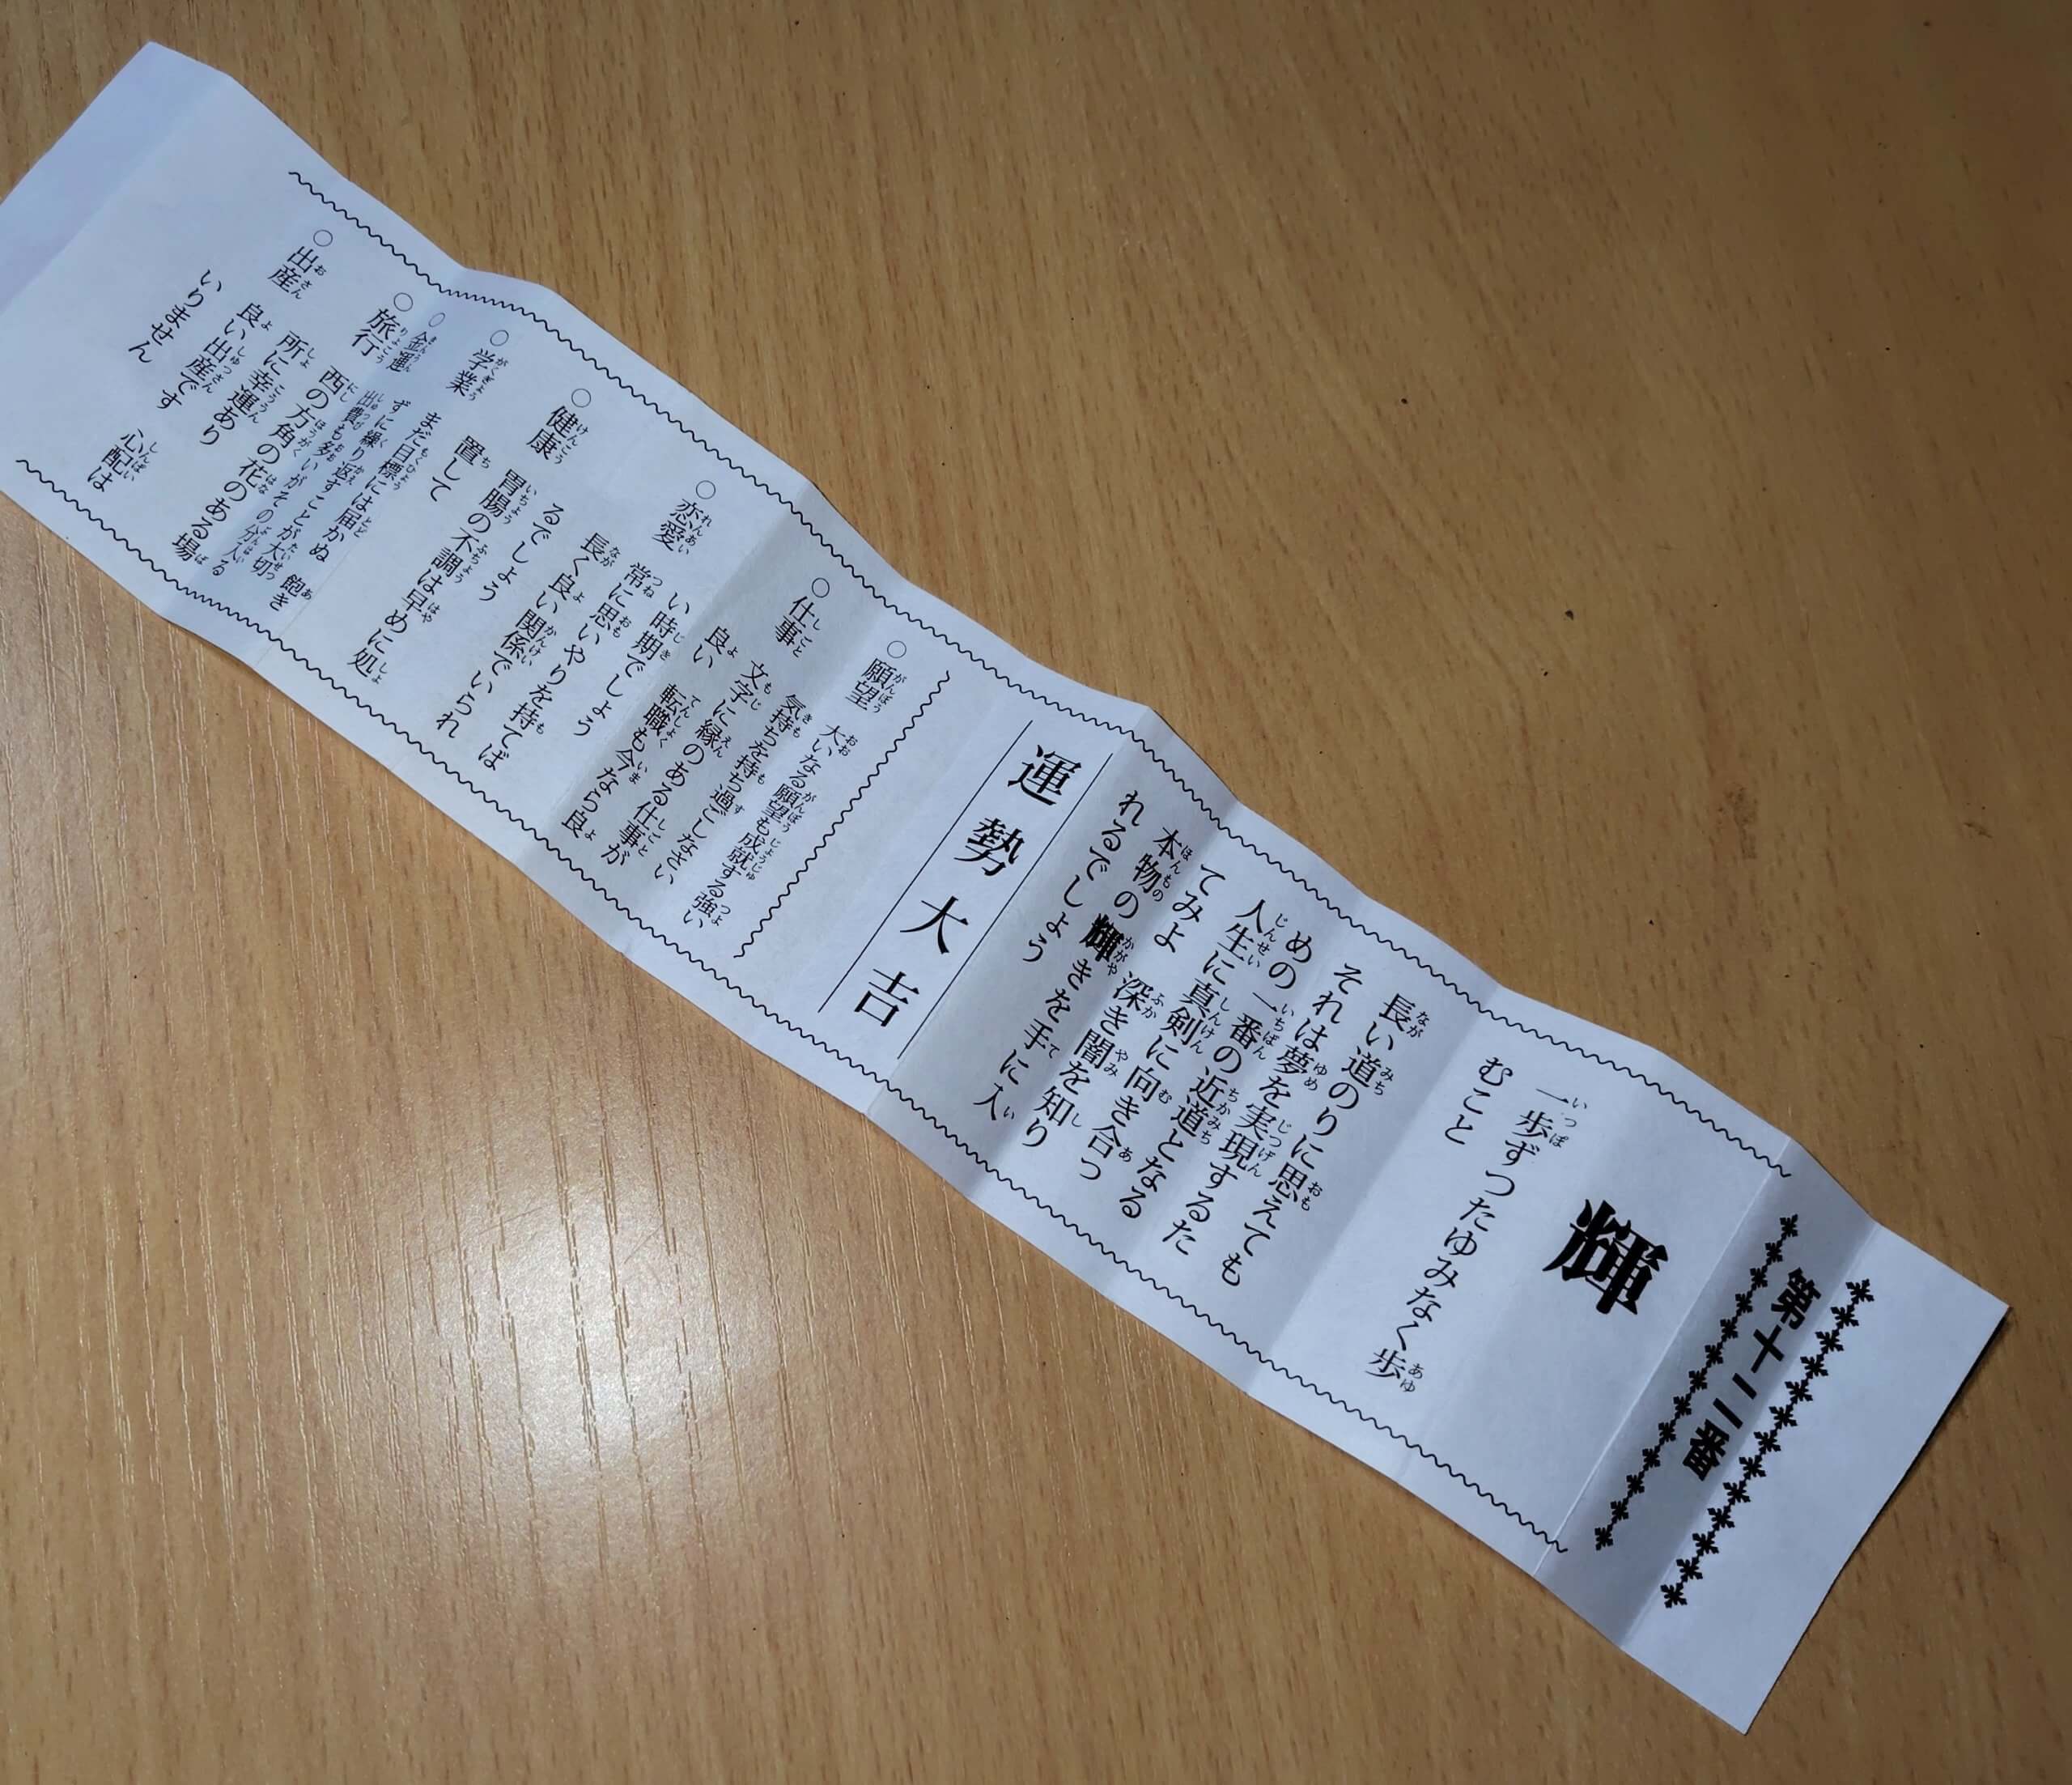 第十二番
輝
一歩ずつたゆみなく歩
むこと
長い道のりに思えても
それは夢を実現するた
めの一番の近道となる
人生に真剣に向き合っ
てみよ 深き闇を知り
本物の輝きを手に入
れるでしょう
運勢大吉
○願望 大いなる願望も成就する強い
気持ちを持ち過ごしなさい
○仕事 文字に縁のある仕事が
良い 転職も今なら良
い時期でしょう
○恋愛 常に思いやりを持てば
長く良い関係でいられ
るでしょう
○健康 胃腸の不調は早めに処
置して
○学業 まだ目標には届かぬ 飽き
ずに繰り返すことが大切
○金運 出費も多いがその分入る
○旅行 西の方角の花のある場
所に幸運あり
○出産 良い出産です 心配は
いりません